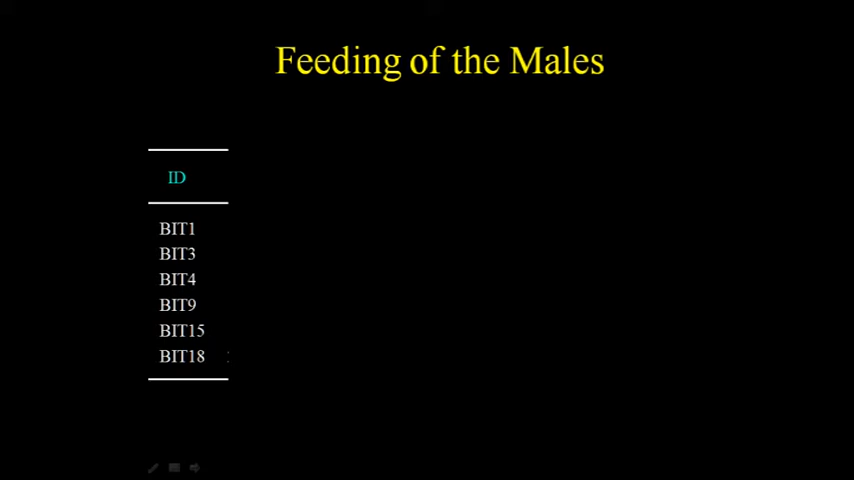 Feeding of the Males
ID
BIT1
BIT3
BIT4
BIT9
BIT15
BIT18